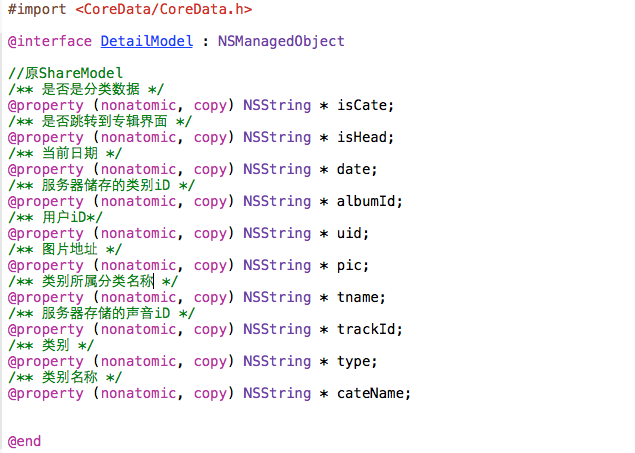 #import <CoreData/CoreData.h>
@interface DetailModel : NSManagedObject
//原ShareModel
/** 是否是分类数据 */
@property (nonatomic, copy) NSString * isCate;
/** 是否跳转到专辑界面 */
@property (nonatomic, copy) NSString * isHead;
/** 当前日期 */
@property (nonatomic, copy) NSString * date;
/** 服务器储存的类别iD */
@property (nonatomic, copy) NSString * albumId;
/** 用户iD*/
@property (nonatomic, copy) NSString * uid;
/** 图片地址 */
@property (nonatomic, copy) NSString * pic;
/** 类别所属分类名称 */
@property (nonatomic, copy) NSString * tname;
/** 服务器存储的声音iD */
@property (nonatomic, copy) NSString * trackId;
/** 类别 */
@property (nonatomic, copy) NSString * type;
/** 类别名称 */
@property (nonatomic, copy) NSString * cateName;
@end